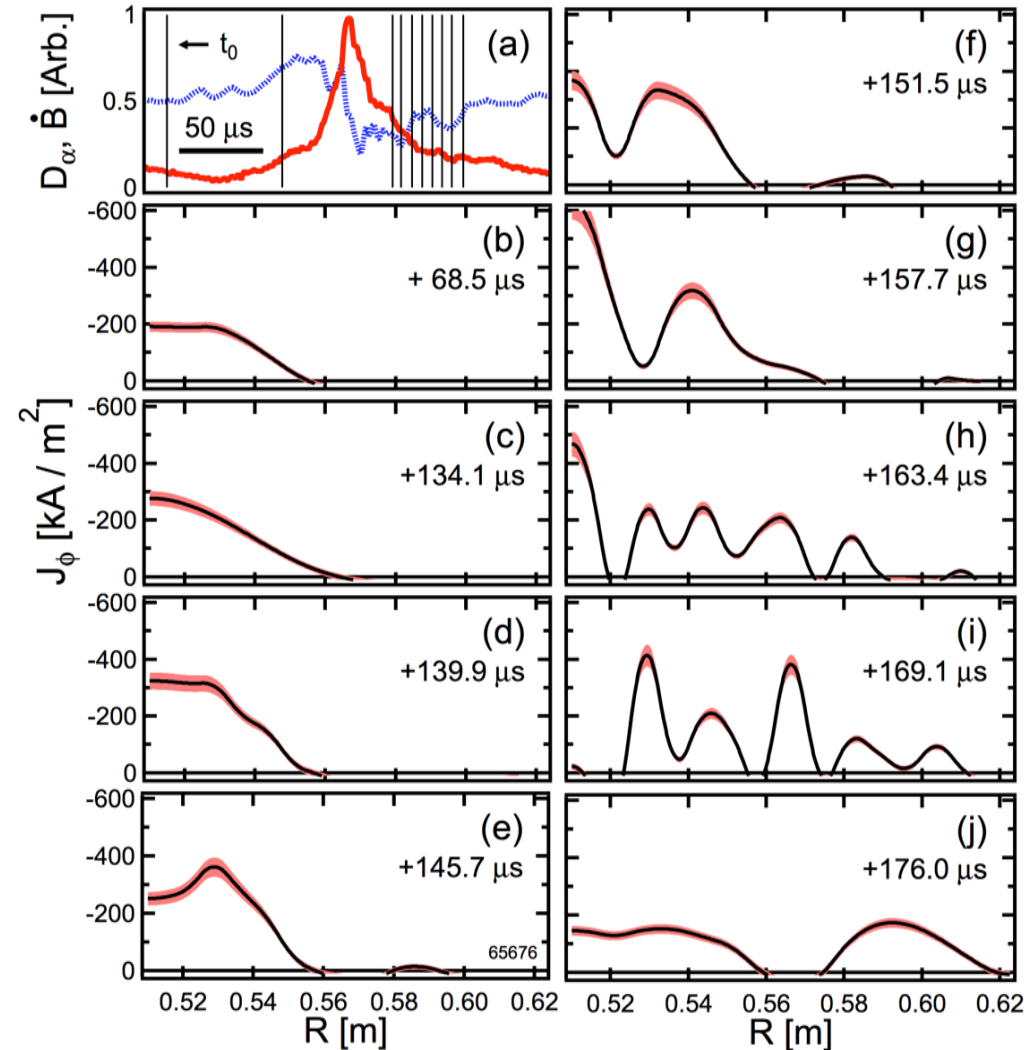 1
0.5
0
Dα, Ḃ [Arb.]
(a)
← t0
50 μs
-600
-400
-200
0
(b)
+ 68.5 μs
-600
-400
-200
0
(c)
+134.1 μs
Jϕ [kA / m²]
-600
-400
-200
0
(d)
+139.9 μs
-600
-400
-200
0
(e)
+145.7 μs
65676
0.52 0.54 0.56 0.58 0.60 0.62
R [m]
(f)
+151.5 μs
(g)
+157.7 μs
(h)
+163.4 μs
(i)
+169.1 μs
(j)
+176.0 μs
0.52 0.54 0.56 0.58 0.60 0.62
R [m]